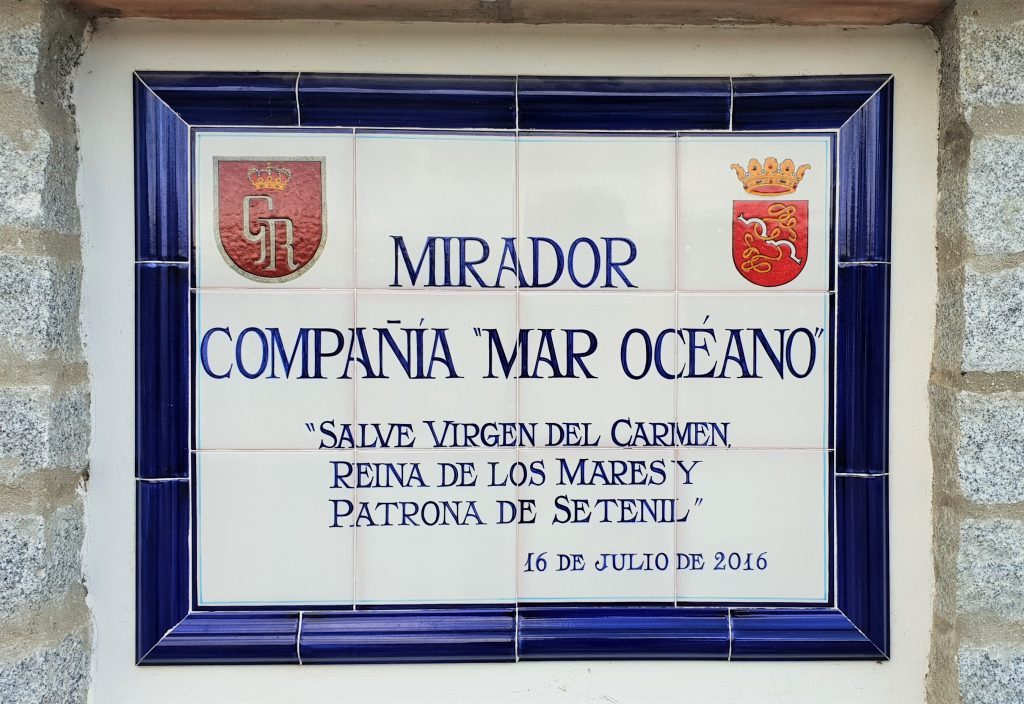 GR
MIRADOR
COMPAÑÍA "MAR OCÉANO"
"SALVE VIRGEN DEL CARMEN,
REINA DE LOS MARES Y
PATRONA DE SETENIL"
16 DE JULIO DE 2016